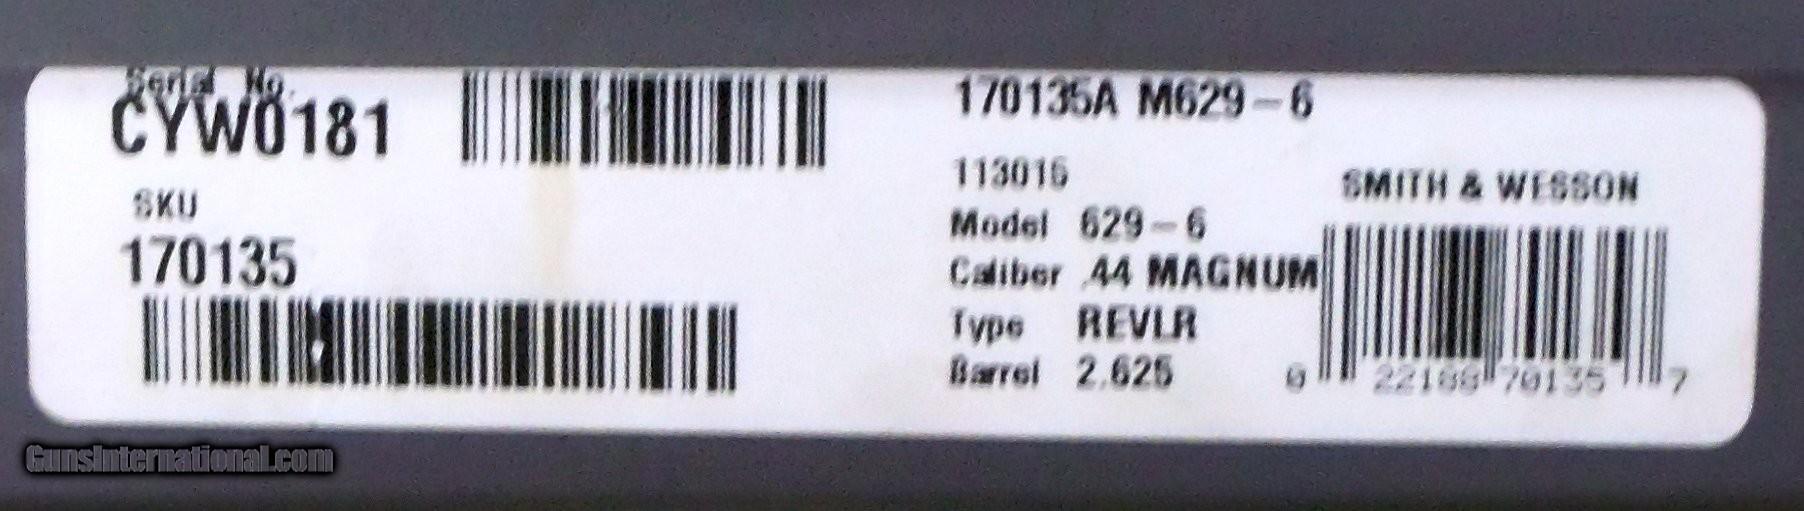 Serial No.
CYW0181
SKU
170135
170135A M629-6
113016
Model 629-6
Caliber .44 MAGNUM
Type REVLR
Barrel 2.625
SMITH & WESSON
0 22188 70135 7
GunsInternational.com